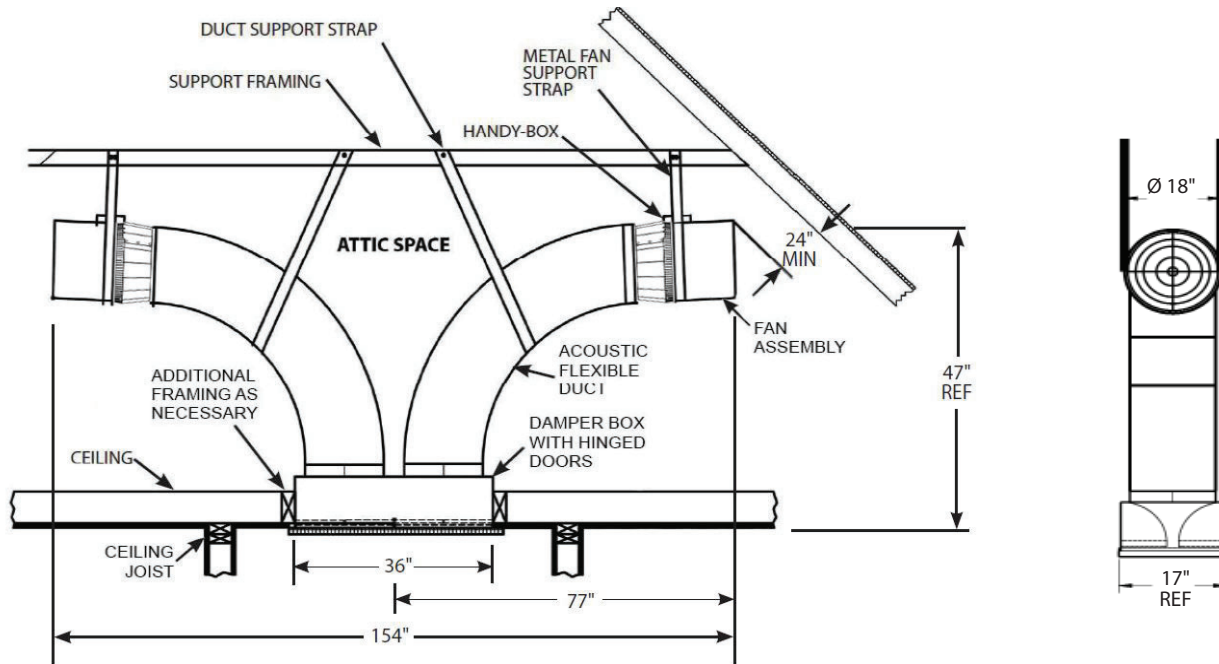 DUCT SUPPORT STRAP
SUPPORT FRAMING
METAL FAN
SUPPORT
STRAP
HANDY-BOX
ATTIC SPACE
24"
MIN
Ø 18"
FAN
ASSEMBLY
47"
REF
ACOUSTIC
FLEXIBLE
DUCT
ADDITIONAL
FRAMING AS
NECESSARY
DAMPER BOX
WITH HINGED
DOORS
CEILING
CEILING
JOIST
36"
77"
154"
17"
REF